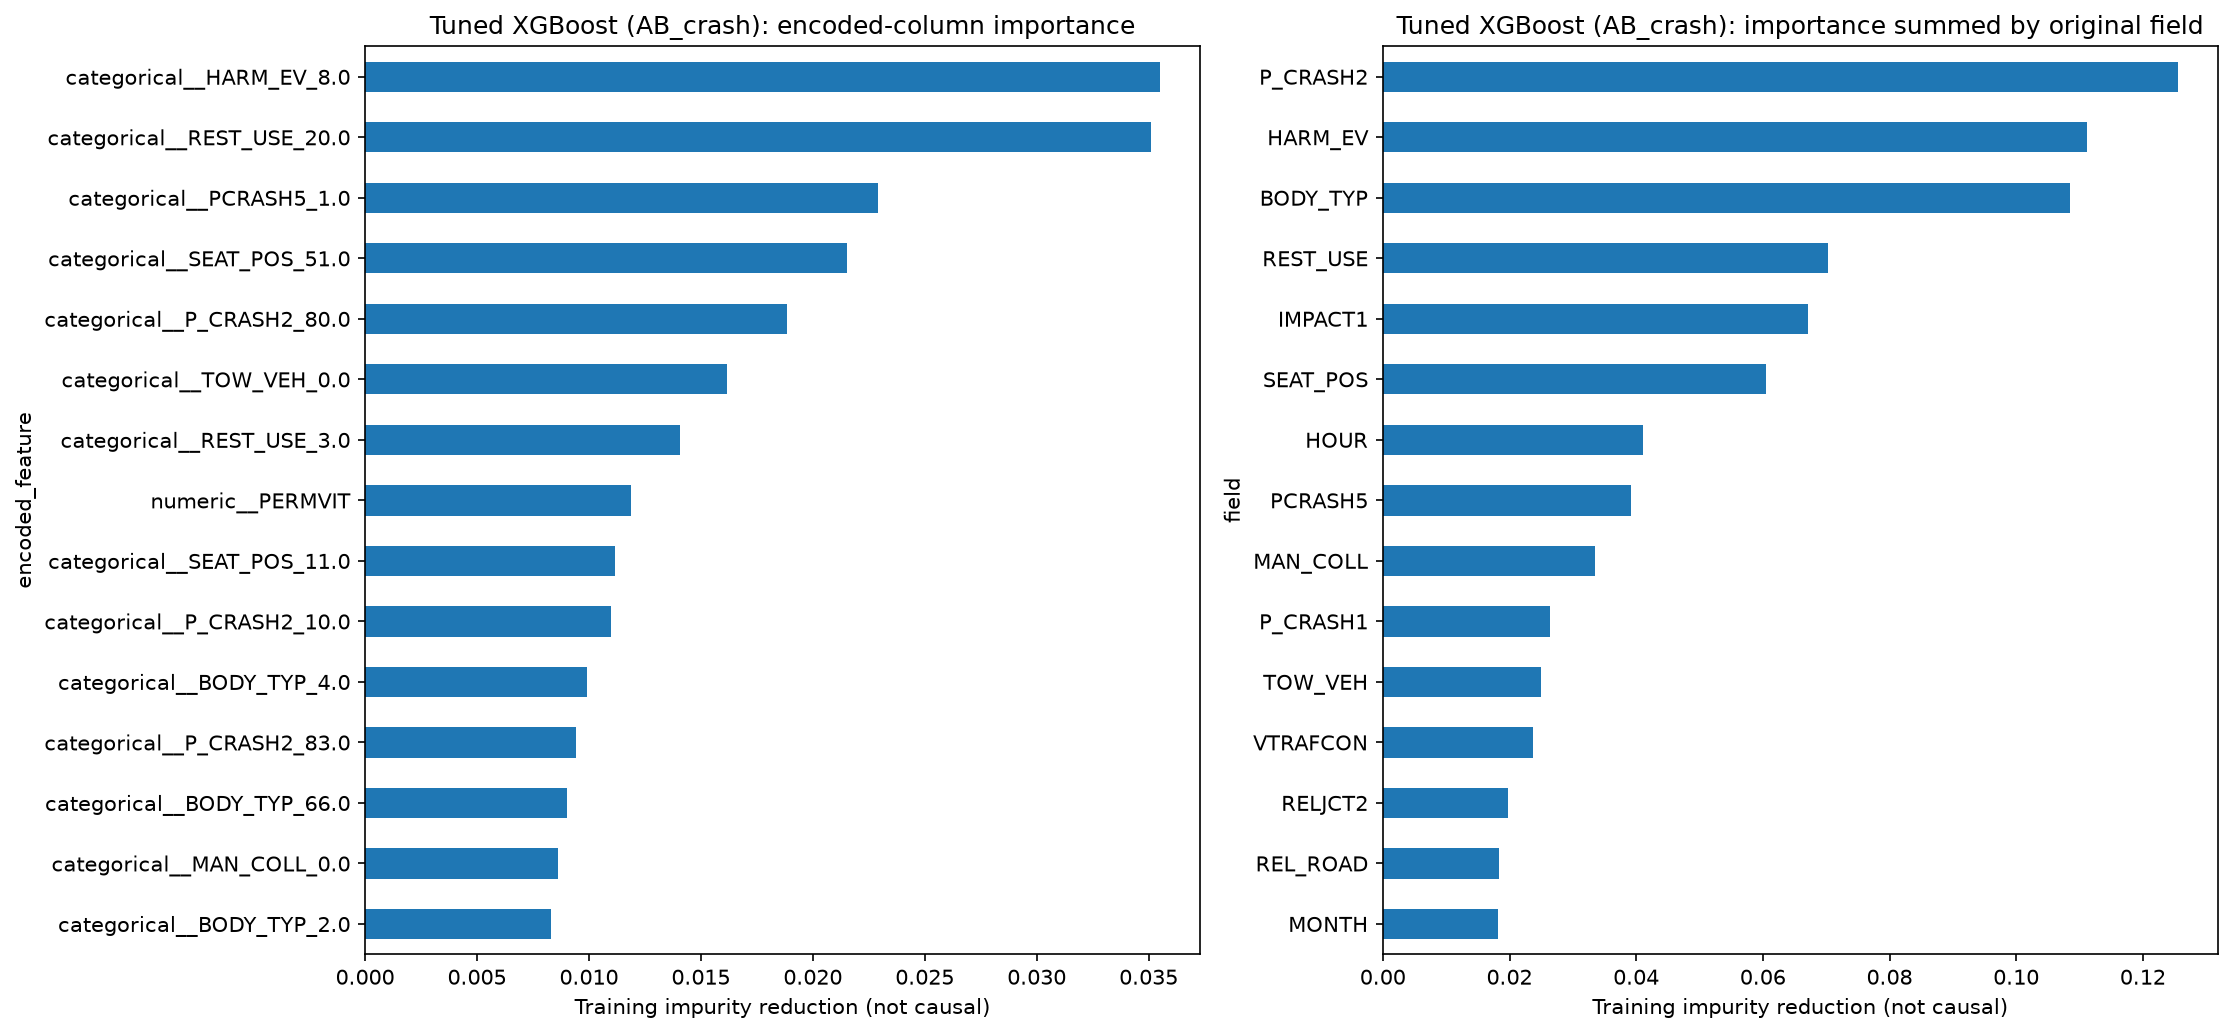 Tuned XGBoost (AB_crash): encoded-column importance
categorical__HARM_EV_8.0
categorical__REST_USE_20.0
categorical__PCRASH5_1.0
categorical__SEAT_POS_51.0
categorical__P_CRASH2_80.0
categorical__TOW_VEH_0.0
categorical__REST_USE_3.0
numeric__PERMVIT
categorical__SEAT_POS_11.0
categorical__P_CRASH2_10.0
categorical__BODY_TYP_4.0
categorical__P_CRASH2_83.0
categorical__BODY_TYP_66.0
categorical__MAN_COLL_0.0
categorical__BODY_TYP_2.0
encoded_feature
0.000 0.005 0.010 0.015 0.020 0.025 0.030 0.035
Training impurity reduction (not causal)
Tuned XGBoost (AB_crash): importance summed by original field
P_CRASH2
HARM_EV
BODY_TYP
REST_USE
IMPACT1
SEAT_POS
HOUR
PCRASH5
MAN_COLL
P_CRASH1
TOW_VEH
VTRAFCON
RELJCT2
REL_ROAD
MONTH
field
0.00 0.02 0.04 0.06 0.08 0.10 0.12
Training impurity reduction (not causal)